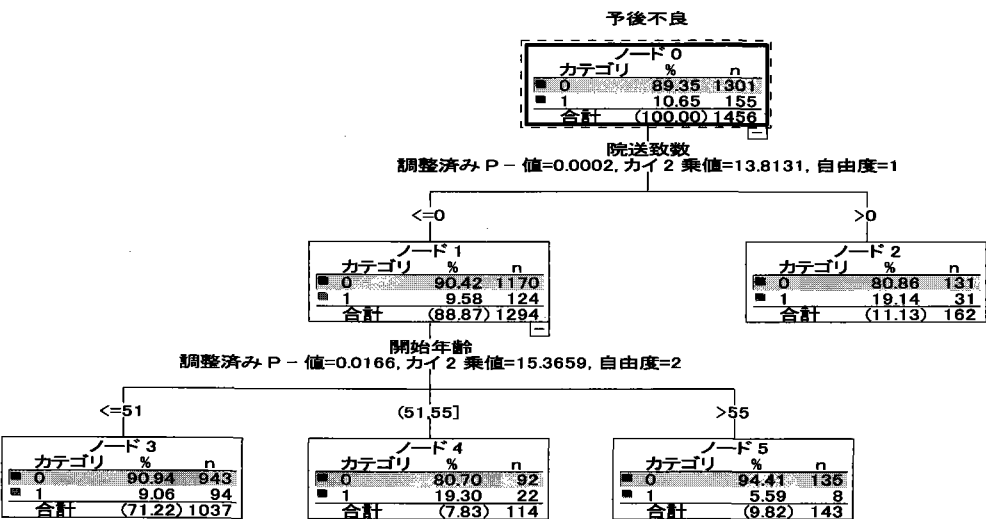 予後不良
ノード 0
カテゴリ % n
0 89.35 1301
1 10.65 155
合計 (100.00) 1456
院送致数
調整済み P - 値=0.0002, カイ 2 乗値=13.8131, 自由度=1
<=0 >0
ノード 1
カテゴリ % n
0 90.42 1170
1 9.58 124
合計 (88.87) 1294
ノード 2
カテゴリ % n
0 80.86 131
1 19.14 31
合計 (11.13) 162
開始年齢
調整済み P - 値=0.0166, カイ 2 乗値=15.3659, 自由度=2
<=51 (51,55] >55
ノード 3
カテゴリ % n
0 90.94 943
1 9.06 94
合計 (71.22) 1037
ノード 4
カテゴリ % n
0 80.70 92
1 19.30 22
合計 (7.83) 114
ノード 5
カテゴリ % n
0 94.41 135
1 5.59 8
合計 (9.82) 143